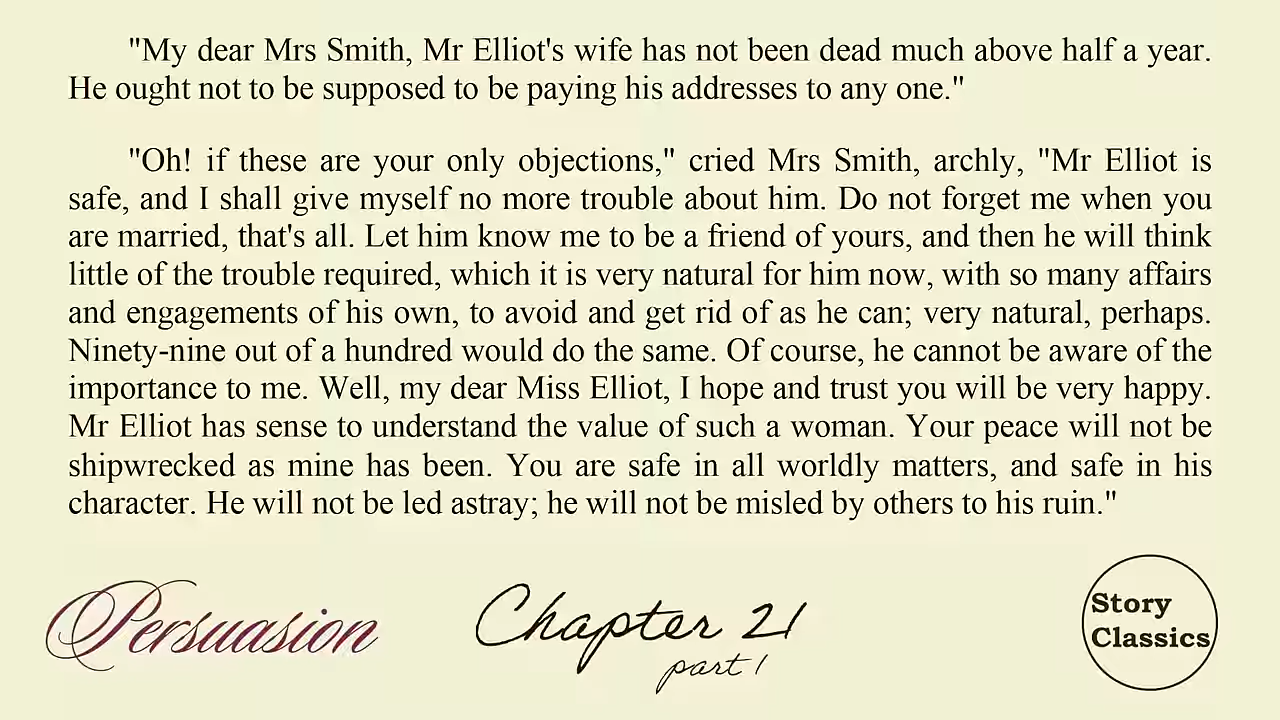 "My dear Mrs Smith, Mr Elliot's wife has not been dead much above half a year.
He ought not to be supposed to be paying his addresses to any one."
"Oh! if these are your only objections," cried Mrs Smith, archly, "Mr Elliot is
safe, and I shall give myself no more trouble about him. Do not forget me when you
are married, that's all. Let him know me to be a friend of yours, and then he will think
little of the trouble required, which it is very natural for him now, with so many affairs
and engagements of his own, to avoid and get rid of as he can; very natural, perhaps.
Ninety-nine out of a hundred would do the same. Of course, he cannot be aware of the
importance to me. Well, my dear Miss Elliot, I hope and trust you will be very happy.
Mr Elliot has sense to understand the value of such a woman. Your peace will not be
shipwrecked as mine has been. You are safe in all worldly matters, and safe in his
character. He will not be led astray; he will not be misled by others to his ruin."
Persuasion
Chapter 21
part 1
Story
Classics